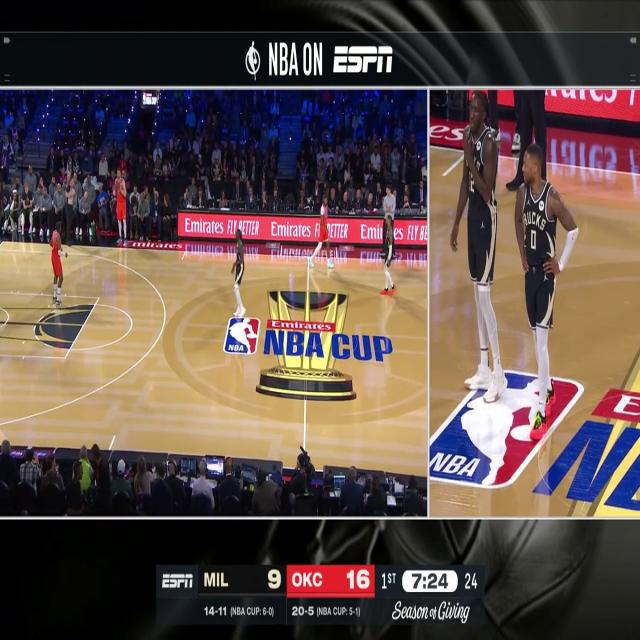 NBA ON ESPN
Emirates FLY BETTER Emirates FLY BETTER Emirates FLY BE
Emirates
NBA NBA CUP
BUCKS
0
NBA
ESPN MIL 9 OKC 16 1ST 7:24 24
14-11 (NBA CUP: 6-0) 20-5 (NBA CUP: 5-1) Season of Giving